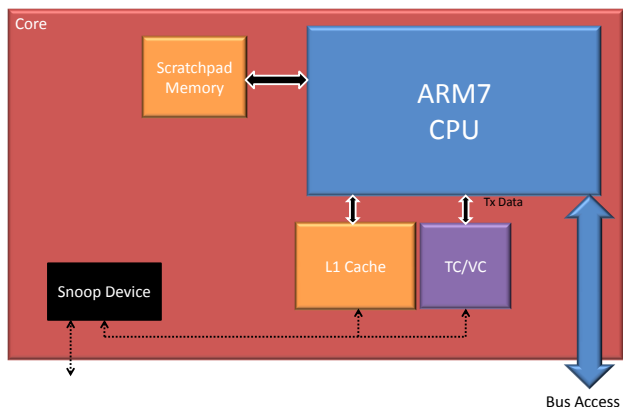 Core
Scratchpad
Memory
ARM7
CPU
Tx Data
L1 Cache
TC/VC
Snoop Device
Bus Access